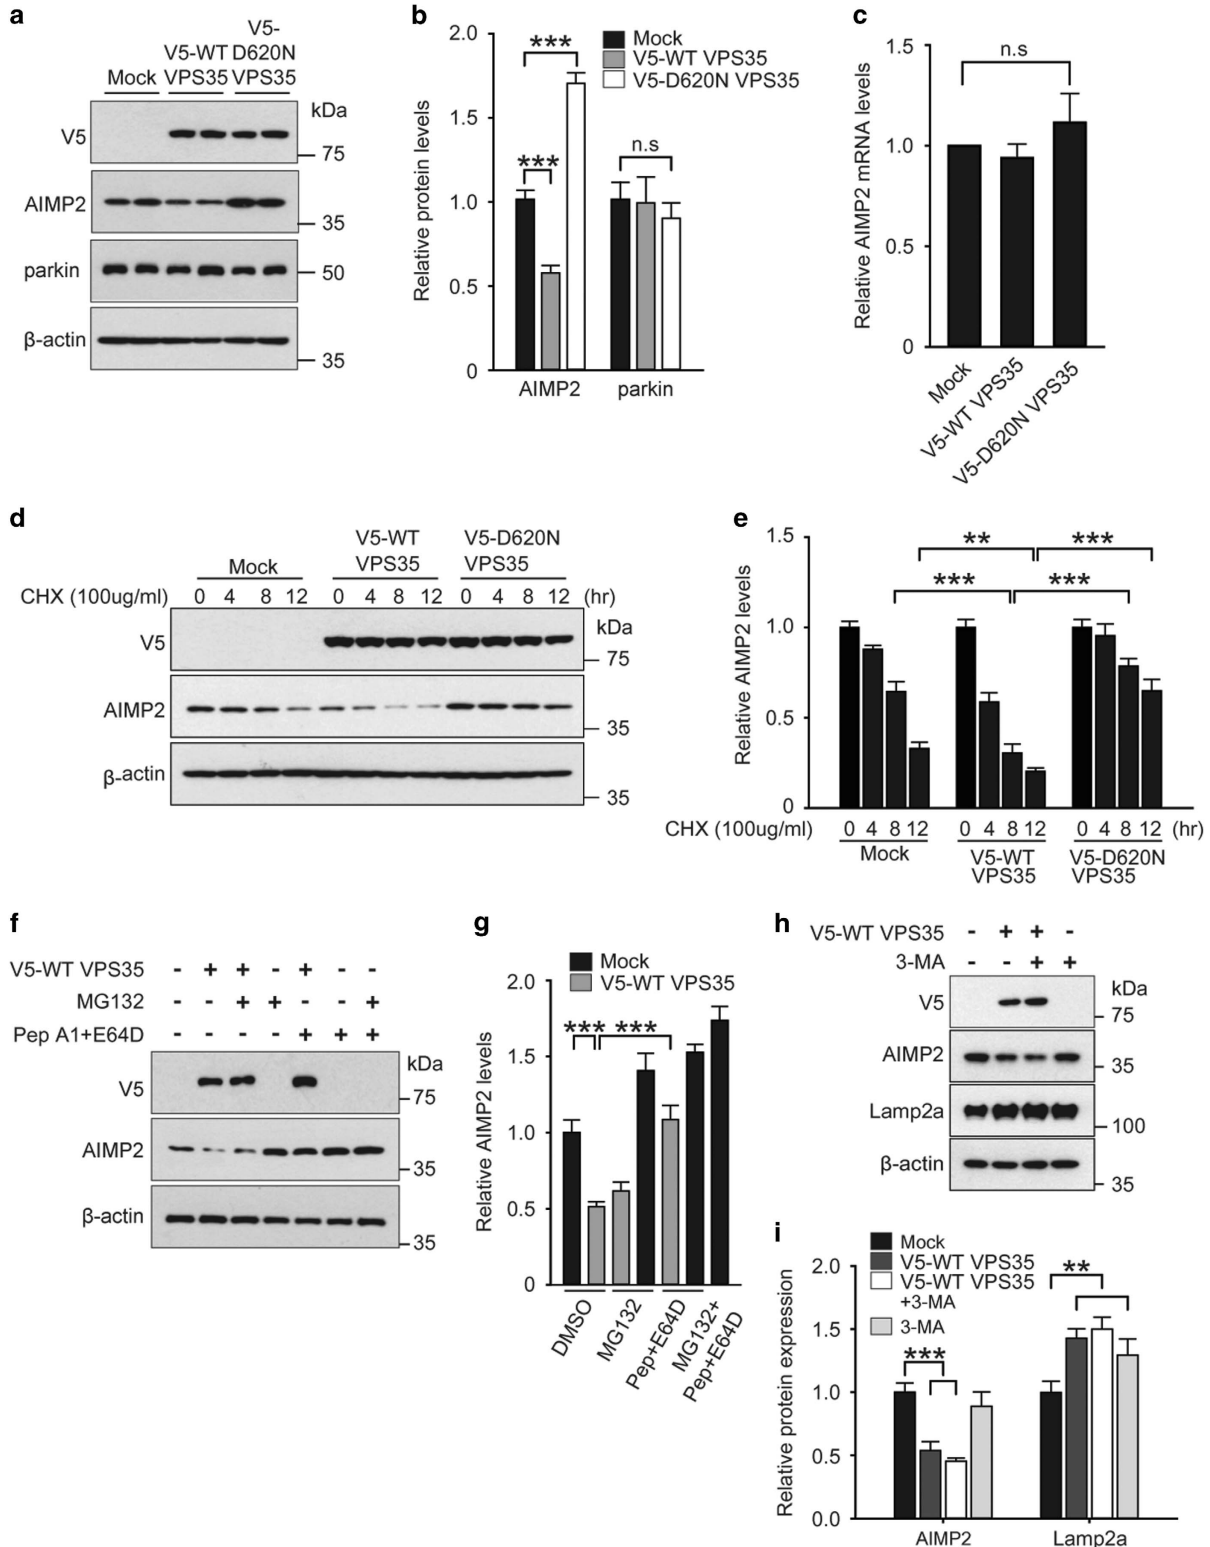 a
V5-
V5-WT D620N
Mock VPS35 VPS35
kDa
V5
75
AIMP2
35
parkin
50
β-actin
35
b
2.0
1.5
1.0
0.5
0
Relative protein levels
***
***
n.s
Mock
V5-WT VPS35
V5-D620N VPS35
AIMP2 parkin
c
1.5
1.0
0.5
0
Relative AIMP2 mRNA levels
n.s
Mock
V5-WT VPS35
V5-D620N VPS35
d
V5-WT V5-D620N
Mock VPS35 VPS35
CHX (100ug/ml) 0 4 8 12 0 4 8 12 0 4 8 12 (hr)
kDa
V5
75
AIMP2
35
β-actin
35
e
1.5
1.0
0.5
0
Relative AIMP2 levels
** ***
*** ***
CHX (100ug/ml) 0 4 8 12 0 4 8 12 0 4 8 12 (hr)
Mock V5-WT V5-D620N
VPS35 VPS35
f
V5-WT VPS35 - + + - + - -
MG132 - - + + - - +
Pep A1+E64D - - - - + + +
kDa
V5
75
AIMP2
35
β-actin
35
g
2.0
1.5
1.0
0.5
0
Relative AIMP2 levels
Mock
V5-WT VPS35
*** ***
DMSO
MG132
Pep+E64D
MG132+
Pep+E64D
h
V5-WT VPS35 - + + -
3-MA - - + +
kDa
V5
75
AIMP2
35
Lamp2a
100
β-actin
35
i
Mock
V5-WT VPS35
V5-WT VPS35
+3-MA
3-MA
2.0
1.5
1.0
0.5
0.0
Relative protein expression
***
**
AIMP2 Lamp2a